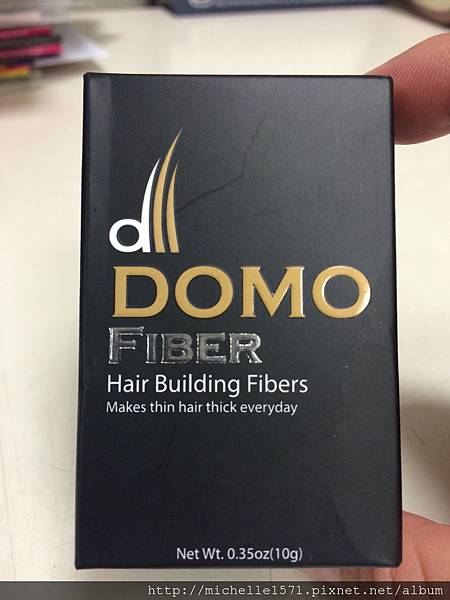 d
DOMO
FIBER
Hair Building Fibers
Makes thin hair thick everyday
Net Wt. 0.35oz(10g)
http://michelle1571.pixnet.net/album